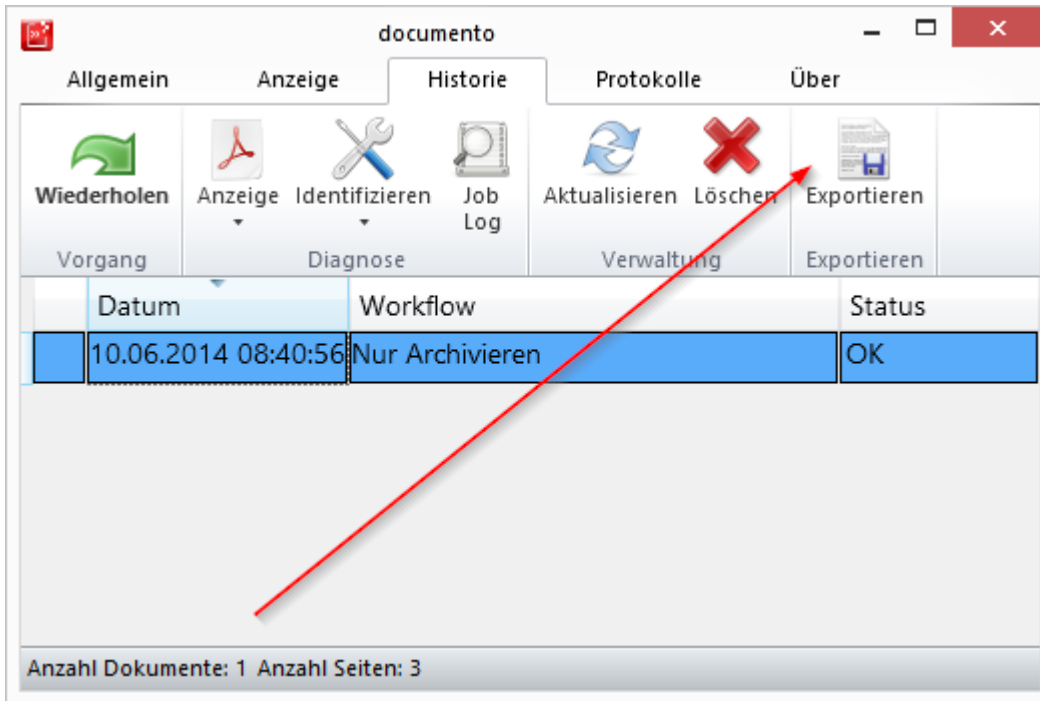 documento
Allgemein Anzeige Historie Protokolle Über
Wiederholen Anzeige Identifizieren Job Log Aktualisieren Löschen Exportieren
Vorgang Diagnose Verwaltung Exportieren
Datum Workflow Status
10.06.2014 08:40:56 Nur Archivieren OK
Anzahl Dokumente: 1 Anzahl Seiten: 3